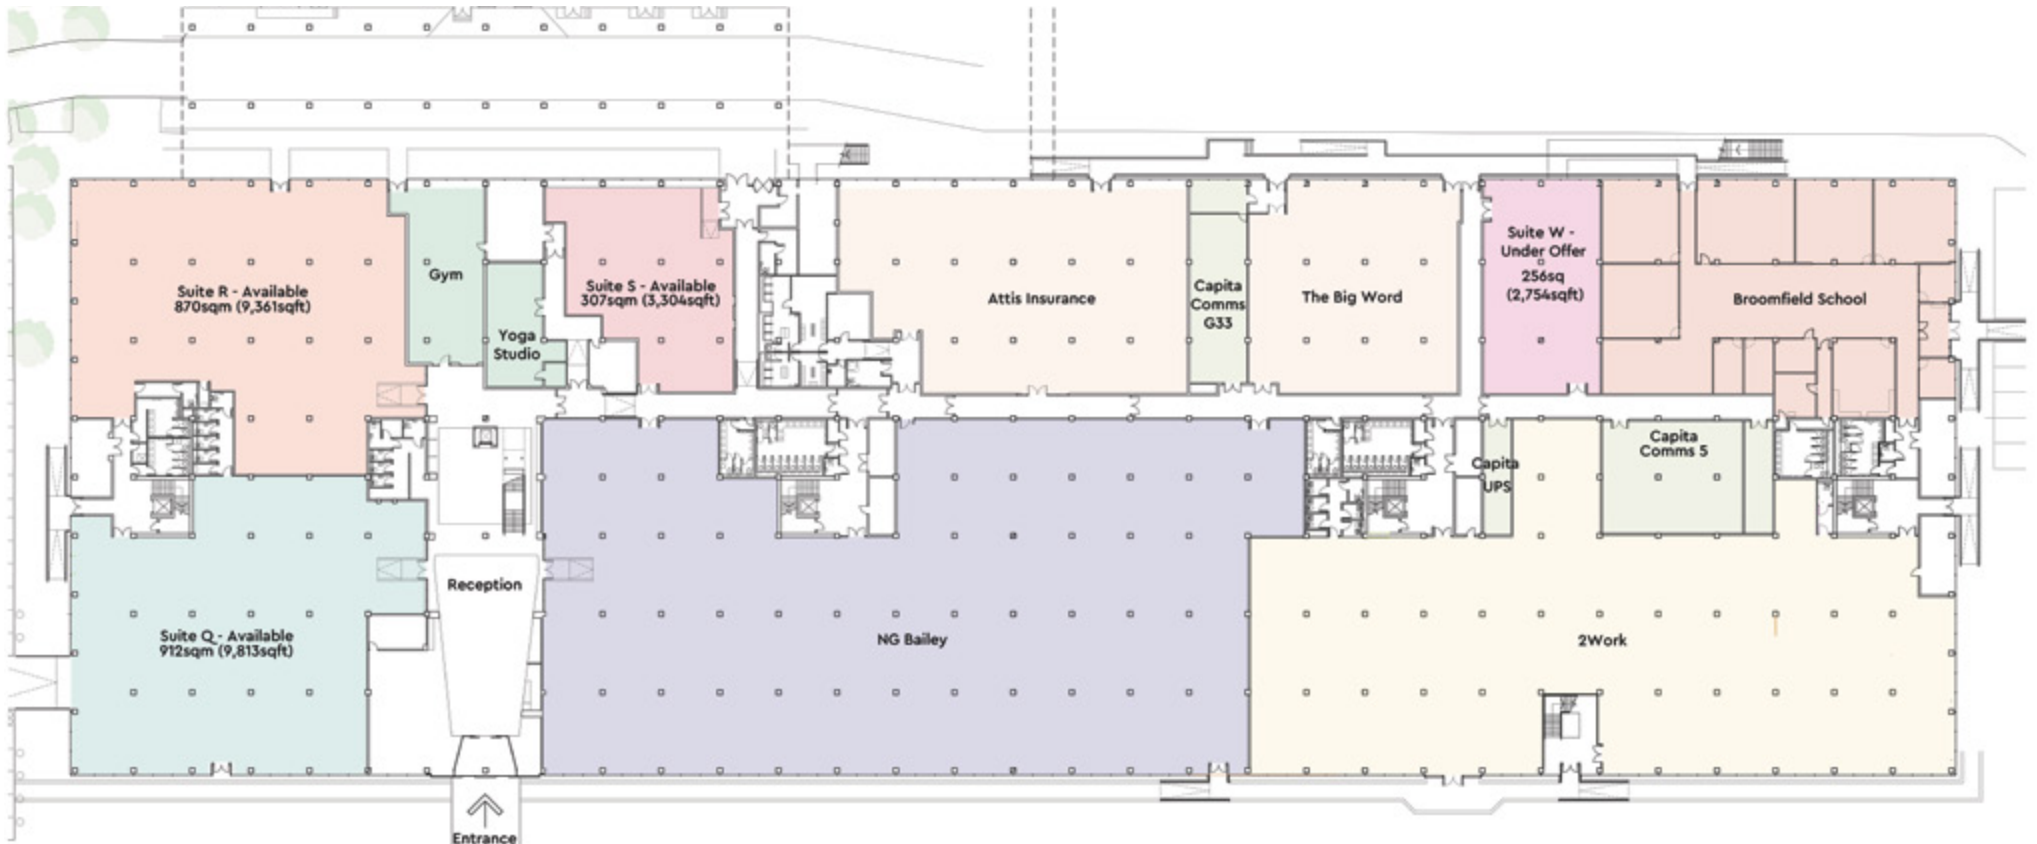 Suite R - Available
870sqm (9,361sqft)
Gym
Yoga
Studio
Suite S - Available
307sqm (3,304sqft)
Attis Insurance
Capita
Comms
G33
The Big Word
Suite W -
Under Offer
256sq
(2,754sqft)
Broomfield School
Capita
UPS
Capita
Comms 5
Reception
Suite Q - Available
912sqm (9,813sqft)
NG Bailey
2Work
Entrance